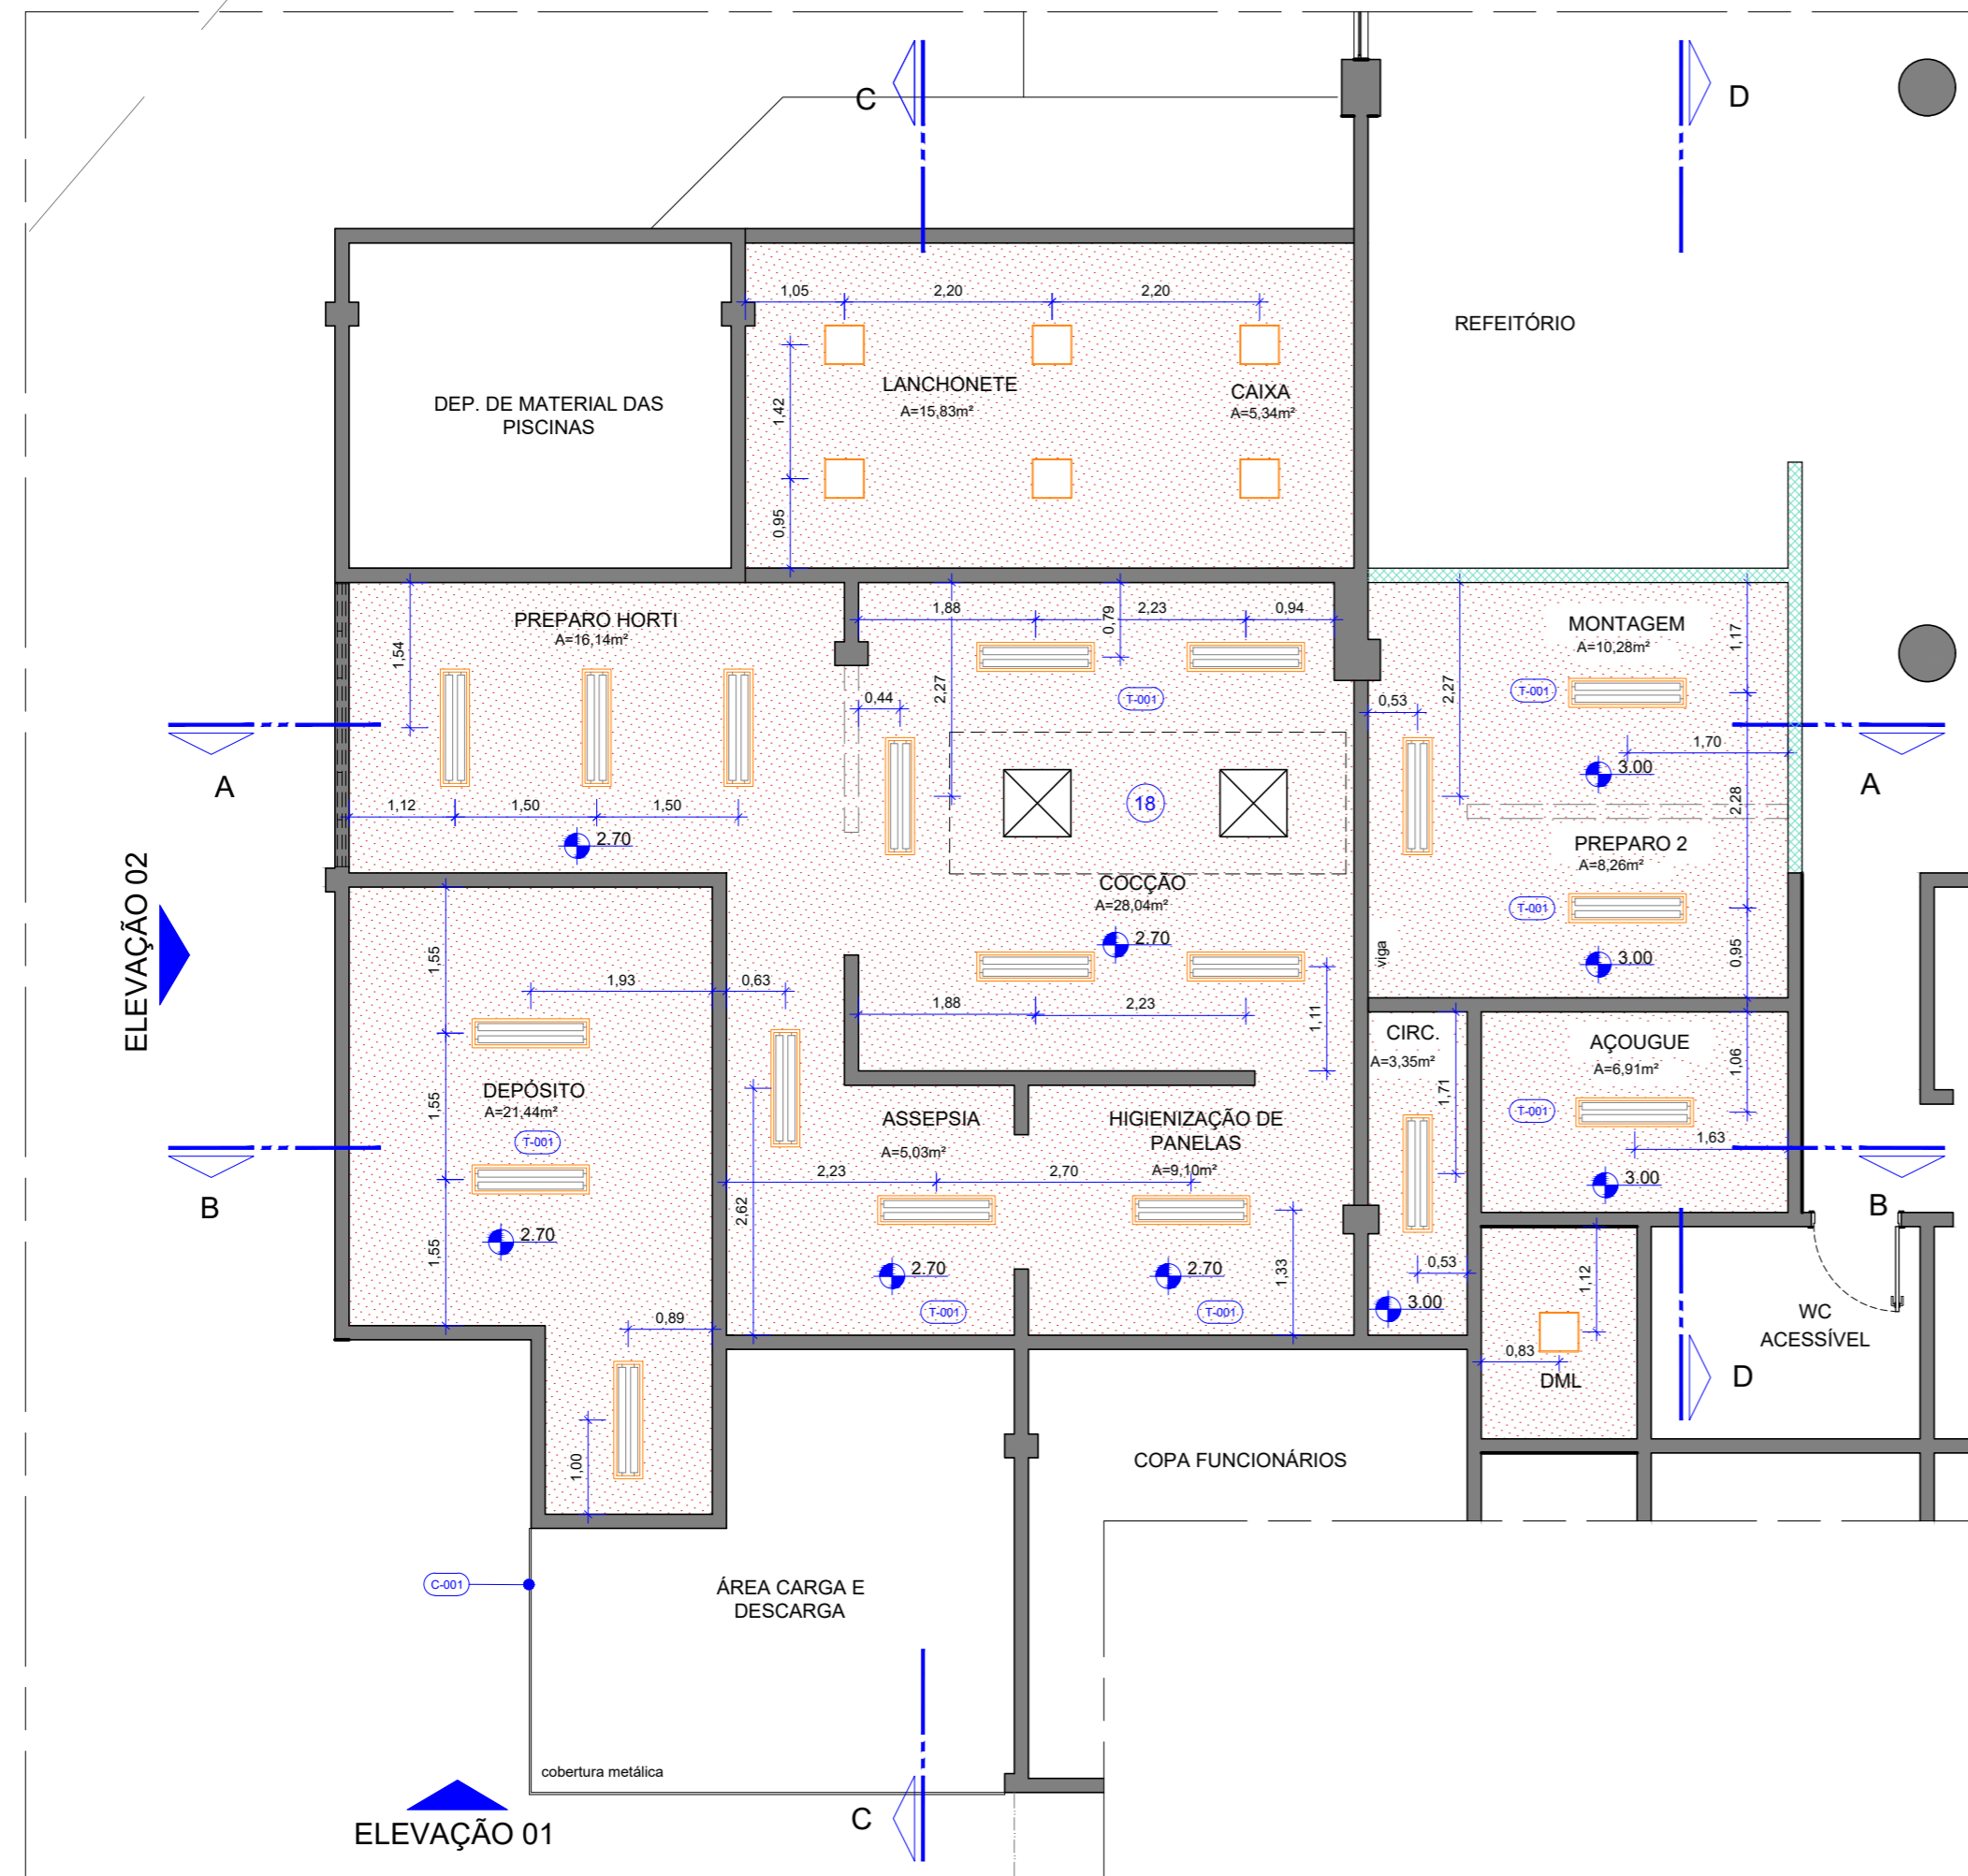 C
D
1,05
2,20
2,20
REFEITÓRIO
LANCHONETE
A=15,83m²
CAIXA
A=5,34m²
DEP. DE MATERIAL DAS
PISCINAS
1,42
0,95
PREPARO HORTI
A=16,14m²
1,54
1,88
0,79
2,23
0,94
MONTAGEM
A=10,28m²
1,17
T-001
T-001
2,27
0,44
0,53
2,27
1,70
A
A
3.00
18
1,12
1,50
1,50
2.70
2,28
PREPARO 2
A=8,26m²
COCÇÃO
A=28,04m²
T-001
ELEVAÇÃO 02
2.70
viga
3.00
0,95
1,55
1,93
0,63
1,88
2,23
1,11
CIRC.
A=3,35m²
AÇOUGUE
A=6,91m²
1,06
DEPÓSITO
A=21,44m²
1,55
T-001
ASSEPSIA
A=5,03m²
HIGIENIZAÇÃO DE
PANELAS
A=9,10m²
1,71
T-001
1,63
B
B
2,23
2,70
2,62
3.00
2.70
1,55
2.70
2.70
1,33
0,53
1,12
T-001
T-001
3.00
0,89
WC
ACESSÍVEL
0,83
DML
D
1,00
COPA FUNCIONÁRIOS
C-001
ÁREA CARGA E
DESCARGA
cobertura metálica
C
ELEVAÇÃO 01